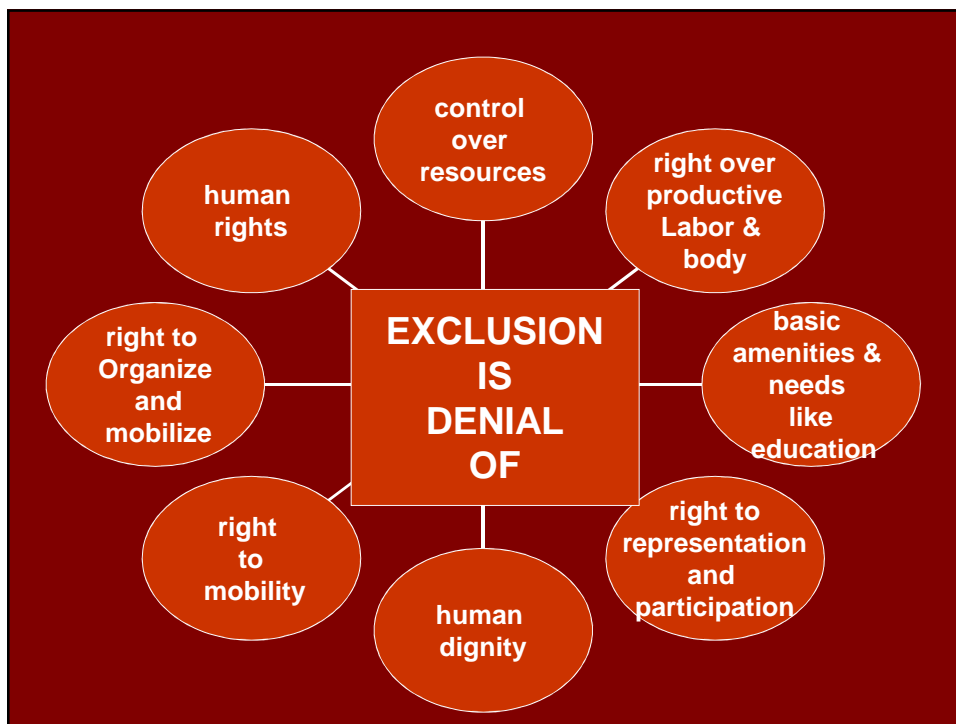 control
over
resources
right over
productive
Labor &
body
basic
amenities &
needs
like
education
right to
representation
and
participation
human
dignity
right
to
mobility
right to
Organize
and
mobilize
human
rights
EXCLUSION
IS
DENIAL
OF